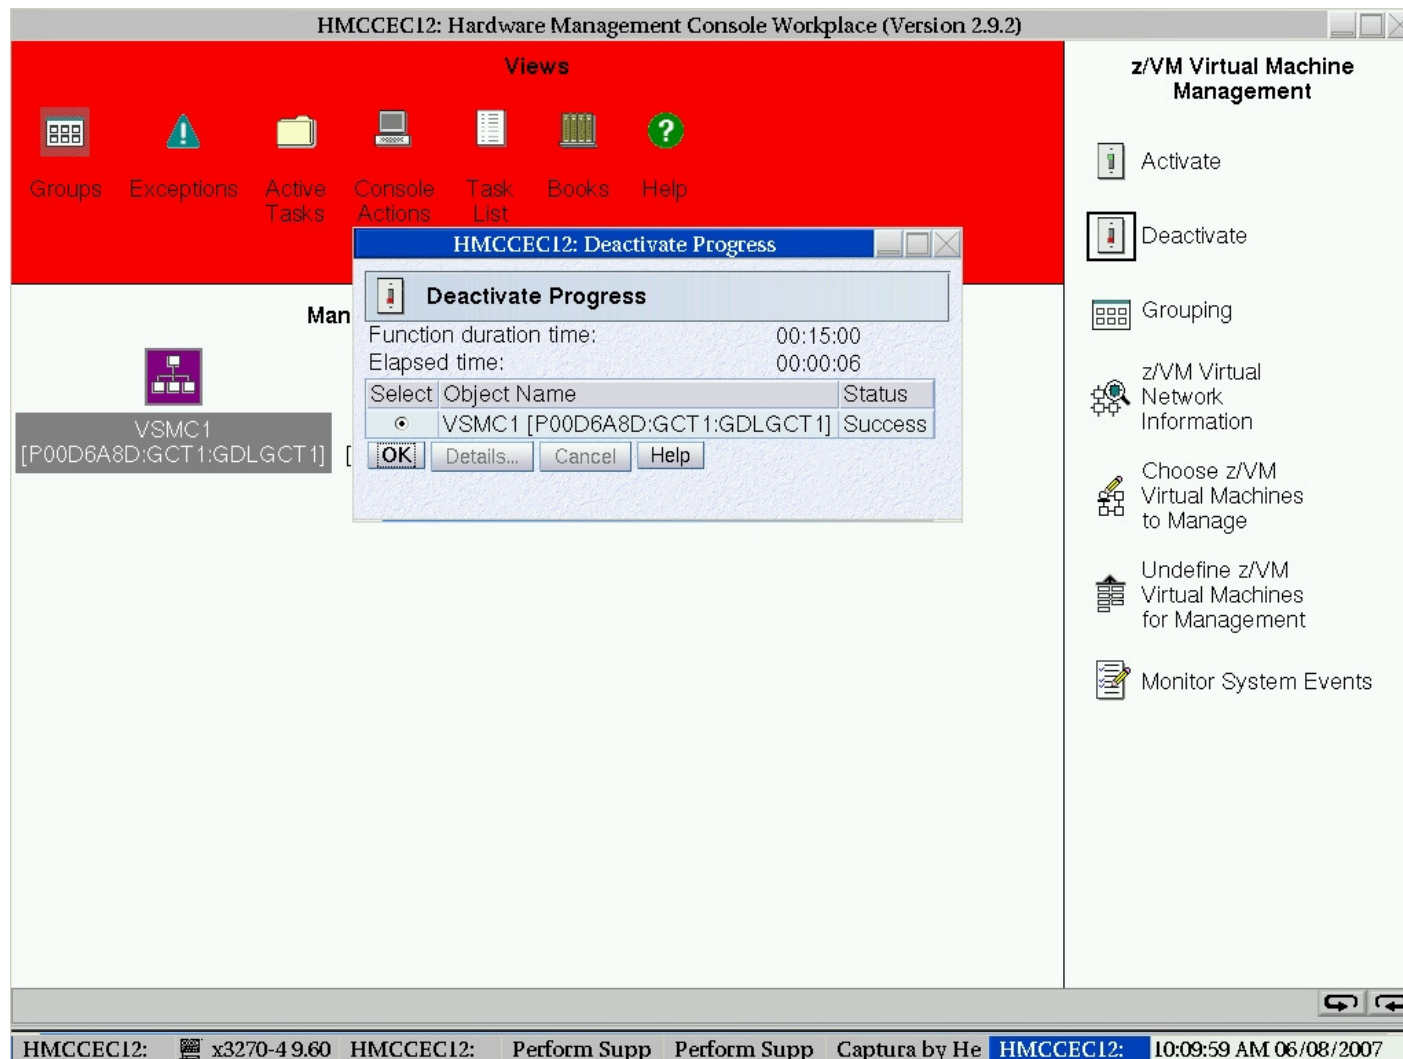 HMCCEC12: Hardware Management Console Workplace (Version 2.9.2)
Views
Groups
Exceptions
Active
Tasks
Console
Actions
Task
List
Books
Help
Man
VSMC1
[P00D6A8D:GCT1:GDLGCT1]
[
HMCCEC12: Deactivate Progress
Deactivate Progress
Function duration time: 00:15:00
Elapsed time: 00:00:06
Select Object Name Status
VSMC1 [P00D6A8D:GCT1:GDLGCT1] Success
OK Details... Cancel Help
z/VM Virtual Machine
Management
Activate
Deactivate
Grouping
z/VM Virtual
Network
Information
Choose z/VM
Virtual Machines
to Manage
Undefine z/VM
Virtual Machines
for Management
Monitor System Events
HMCCEC12: x3270-4 9.60 HMCCEC12: Perform Supp Perform Supp Captura by He HMCCEC12: 10:09:59 AM 06/08/2007